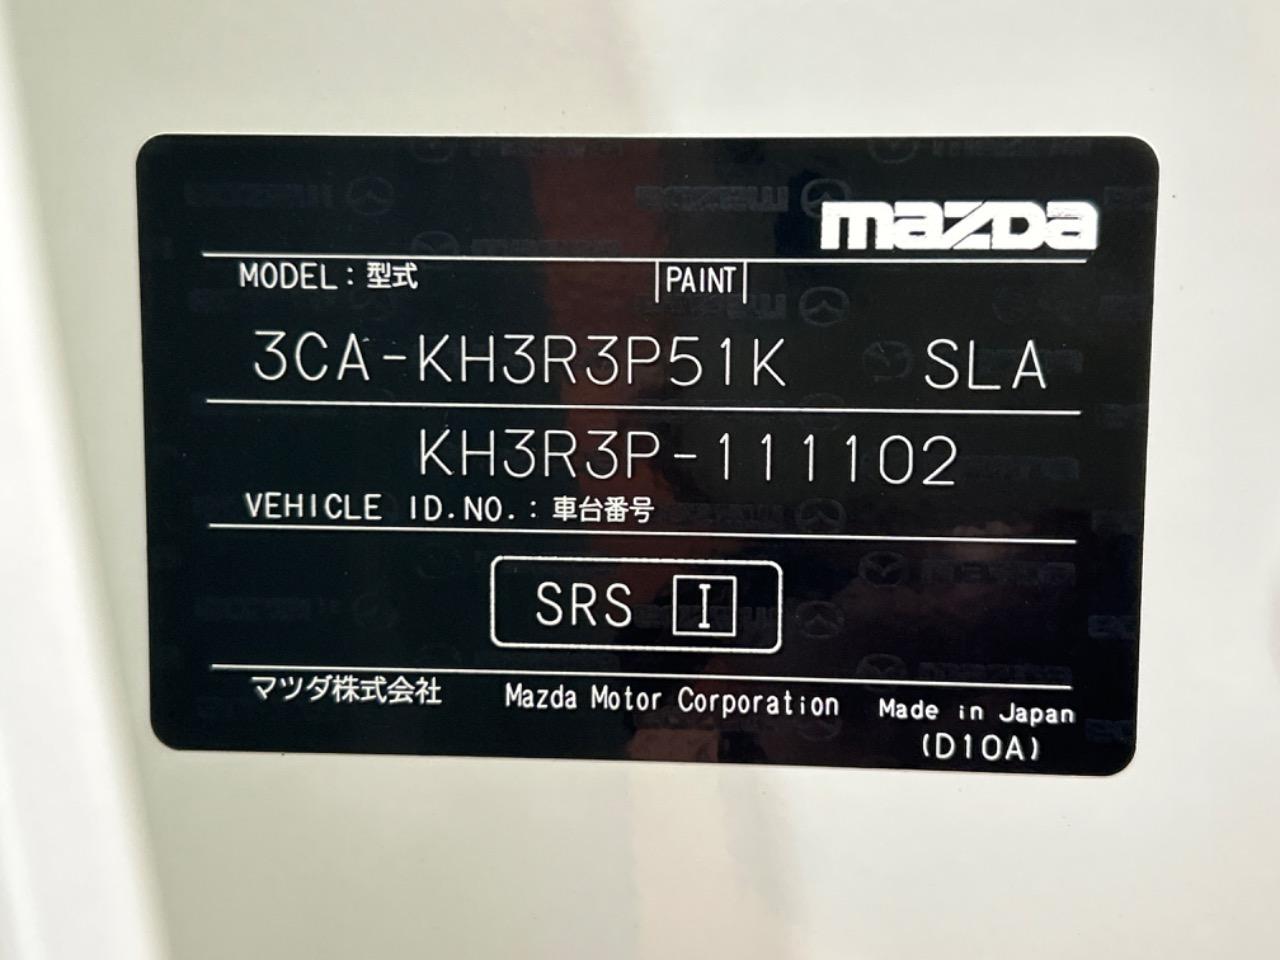 mazda
MODEL：型式 PAINT
3CA-KH3R3P51K SLA
KH3R3P-111102
VEHICLE ID.NO.：車台番号
SRS I
マツダ株式会社 Mazda Motor Corporation Made in Japan
(D10A)